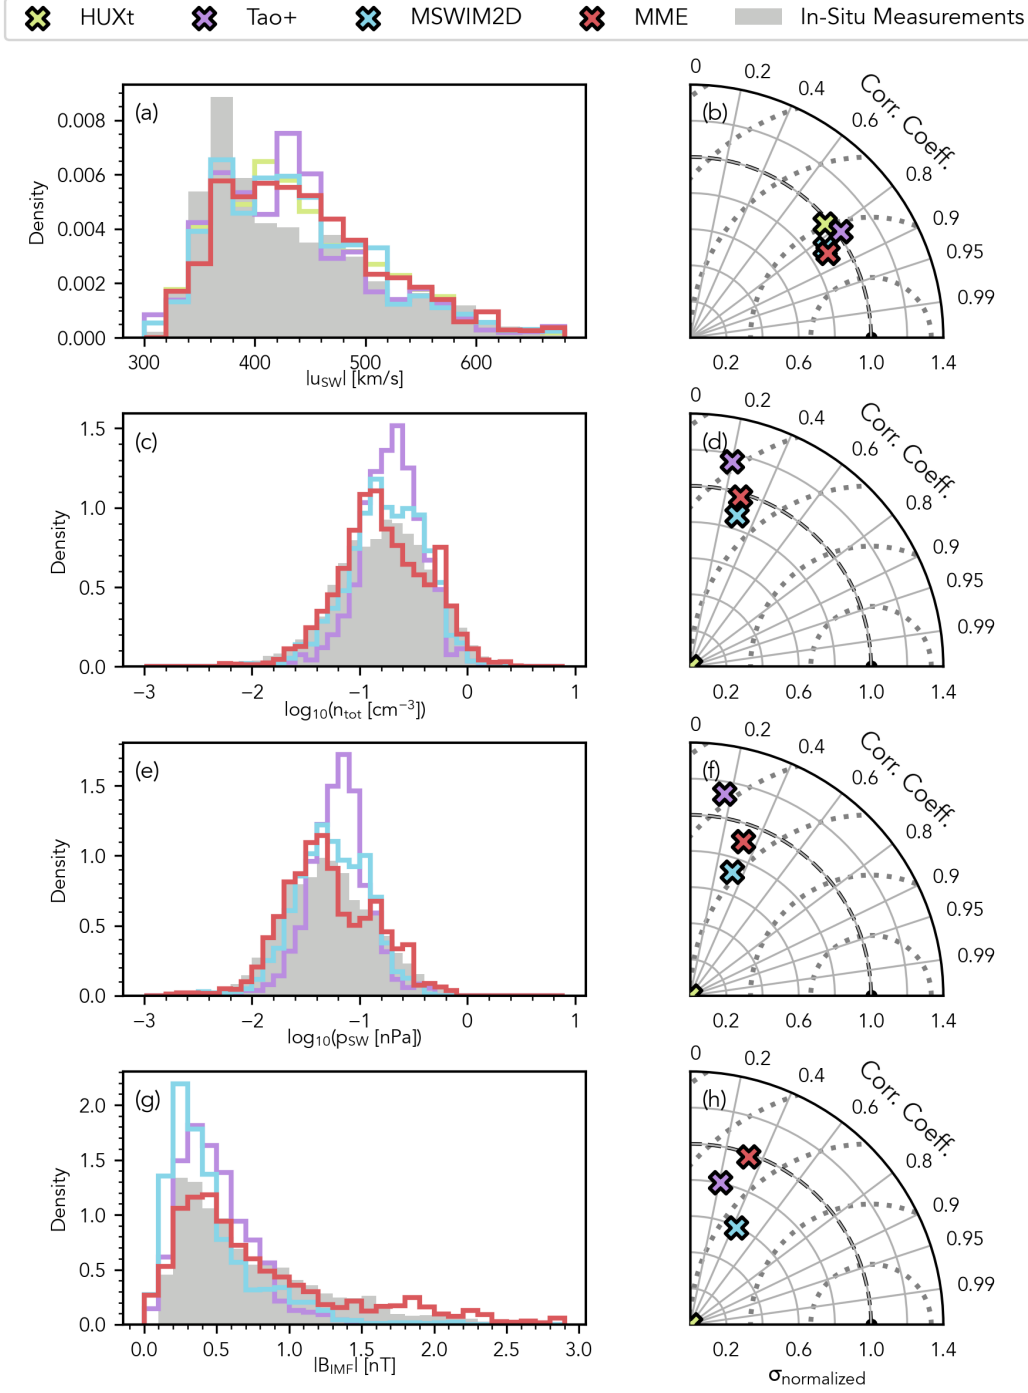 HUXt Tao+ MSWIM2D MME In-Situ Measurements
(a)
0.008
0.006
0.004
0.002
0.000
Density
300 400 500 600
|uSW| [km/s]
(b)
0 0.2 0.4 0.6 0.8 0.9 0.95 0.99
Corr. Coeff.
0.2 0.6 1.0 1.4
(c)
1.5
1.0
0.5
0.0
Density
−3 −2 −1 0 1
log10(ntot [cm−3])
(d)
0 0.2 0.4 0.6 0.8 0.9 0.95 0.99
Corr. Coeff.
0.2 0.6 1.0 1.4
(e)
1.5
1.0
0.5
0.0
Density
−3 −2 −1 0 1
log10(pSW [nPa])
(f)
0 0.2 0.4 0.6 0.8 0.9 0.95 0.99
Corr. Coeff.
0.2 0.6 1.0 1.4
(g)
2.0
1.5
1.0
0.5
0.0
Density
0.0 0.5 1.0 1.5 2.0 2.5 3.0
|BIMF| [nT]
(h)
0 0.2 0.4 0.6 0.8 0.9 0.95 0.99
Corr. Coeff.
0.2 0.6 1.0 1.4
σnormalized